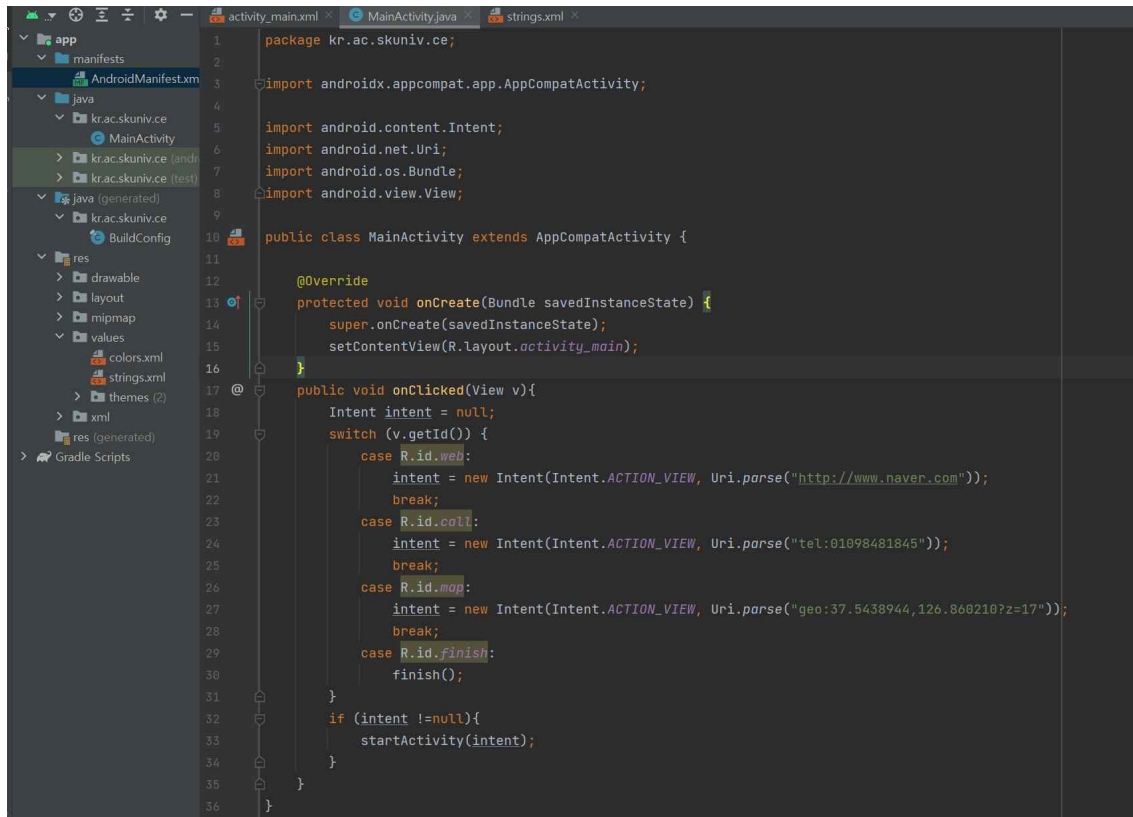 activity_main.xml
MainActivity.java
strings.xml
app
manifests
AndroidManifest.xm
java
kr.ac.skuniv.ce
MainActivity
kr.ac.skuniv.ce (andr
kr.ac.skuniv.ce (test)
java (generated)
kr.ac.skuniv.ce
BuildConfig
res
drawable
layout
mipmap
values
colors.xml
strings.xml
themes (2)
xml
res (generated)
Gradle Scripts
1 package kr.ac.skuniv.ce;
2
3 import androidx.appcompat.app.AppCompatActivity;
4
5 import android.content.Intent;
6 import android.net.Uri;
7 import android.os.Bundle;
8 import android.view.View;
9
10 public class MainActivity extends AppCompatActivity {
11
12 @Override
13 protected void onCreate(Bundle savedInstanceState) {
14 super.onCreate(savedInstanceState);
15 setContentView(R.layout.activity_main);
16 }
17 @ public void onClicked(View v){
18 Intent intent = null;
19 switch (v.getId()) {
20 case R.id.web:
21 intent = new Intent(Intent.ACTION_VIEW, Uri.parse("http://www.naver.com"));
22 break;
23 case R.id.call:
24 intent = new Intent(Intent.ACTION_VIEW, Uri.parse("tel:01098481845"));
25 break;
26 case R.id.map:
27 intent = new Intent(Intent.ACTION_VIEW, Uri.parse("geo:37.5438944,126.860210?z=17"));
28 break;
29 case R.id.finish:
30 finish();
31 }
32 if (intent !=null){
33 startActivity(intent);
34 }
35 }
36 }